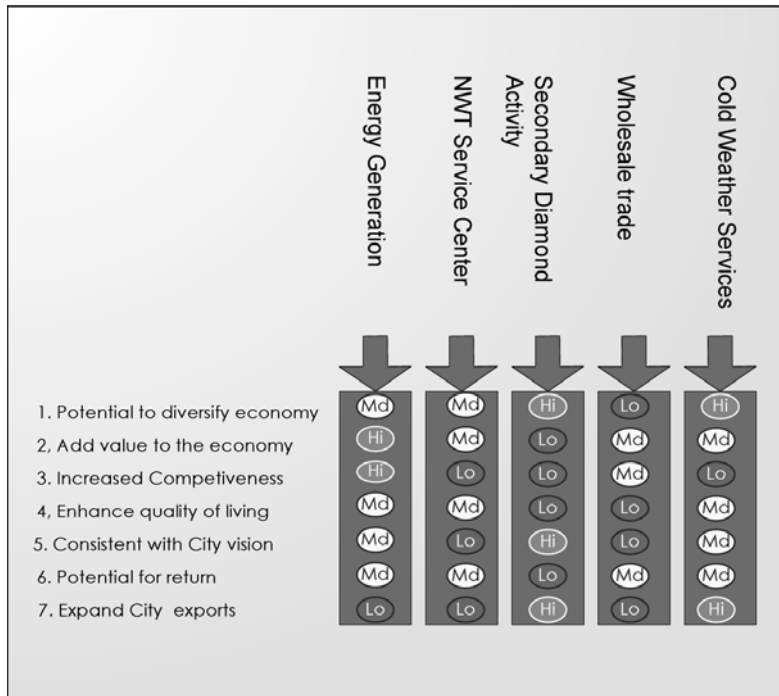 Energy Generation
NWT Service Center
Secondary Diamond
Activity
Wholesale trade
Cold Weather Services
1. Potential to diversify economy Md Md Hi Lo Hi
2, Add value to the economy Hi Md Lo Md Md
3. Increased Competiveness Hi Lo Lo Md Lo
4, Enhance quality of living Md Md Lo Lo Md
5. Consistent with City vision Md Lo Hi Lo Md
6. Potential for return Md Md Lo Md Md
7. Expand City exports Lo Lo Hi Lo Hi